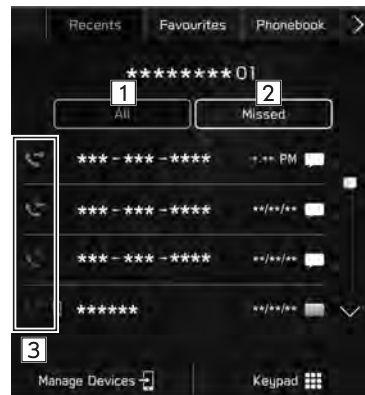 Recents Favourites Phonebook
********01
1 2
All Missed
***-***-**** *:** PM
***-***-**** **/**/**
***-***-**** **/**/**
****** **/**/**
3
Manage Devices Keypad